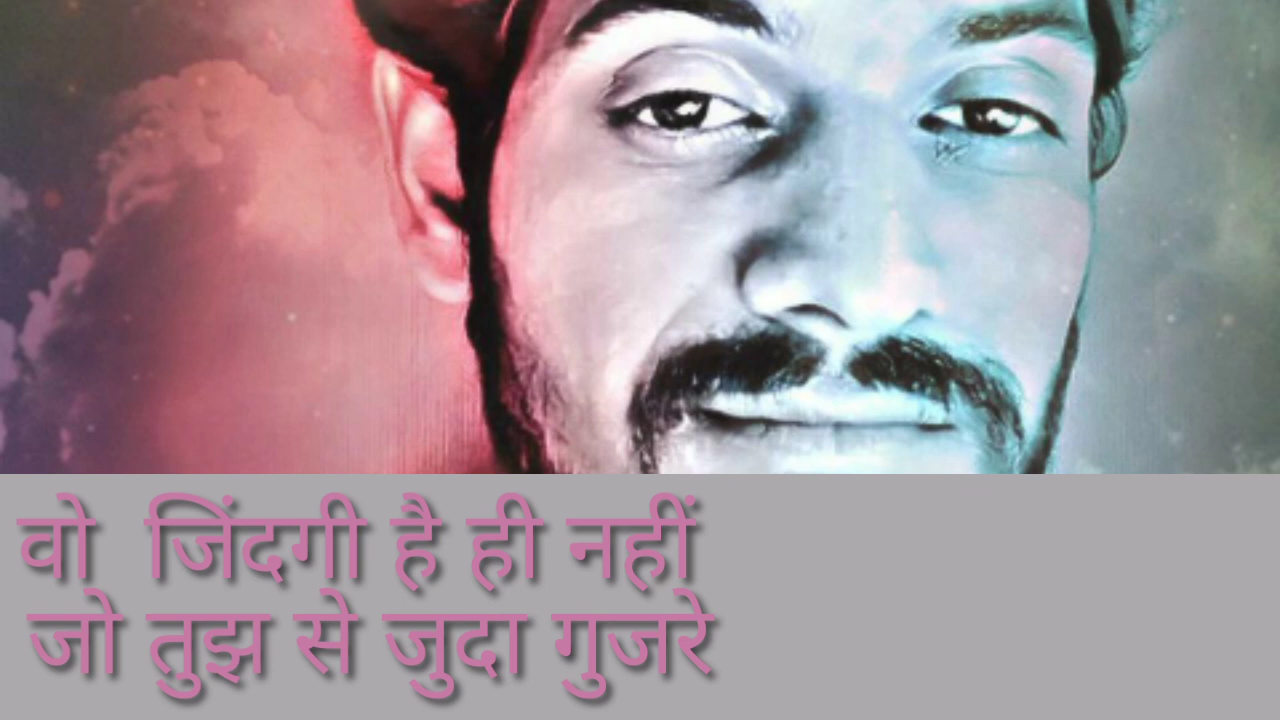 वो जिंदगी है ही नहीं
जो तुझ से जुदा गुजरे